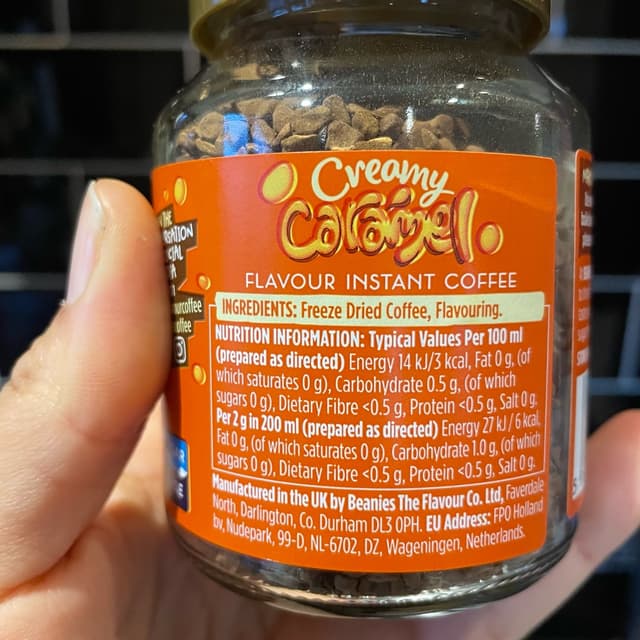 Creamy
Caramel
FLAVOUR INSTANT COFFEE
INGREDIENTS: Freeze Dried Coffee, Flavouring.
NUTRITION INFORMATION: Typical Values Per 100 ml
(prepared as directed) Energy 14 kJ/3 kcal, Fat 0 g, (of
which saturates 0 g), Carbohydrate 0.5 g, (of which
sugars 0 g), Dietary Fibre <0.5 g, Protein <0.5 g, Salt 0g.
Per 2 g in 200 ml (prepared as directed) Energy 27 kJ / 6 kcal,
Fat 0 g, (of which saturates 0 g), Carbohydrate 1.0 g, (of which
sugars 0 g), Dietary Fibre <0.5 g, Protein <0.5 g, Salt 0g.
Manufactured in the UK by Beanies The Flavour Co. Ltd, Faverdale
North, Darlington, Co. Durham DL3 0PH. EU Address: FPQ Holland
bv, Nudepark, 99-D, NL-6702, DZ, Wageningen, Netherlands.